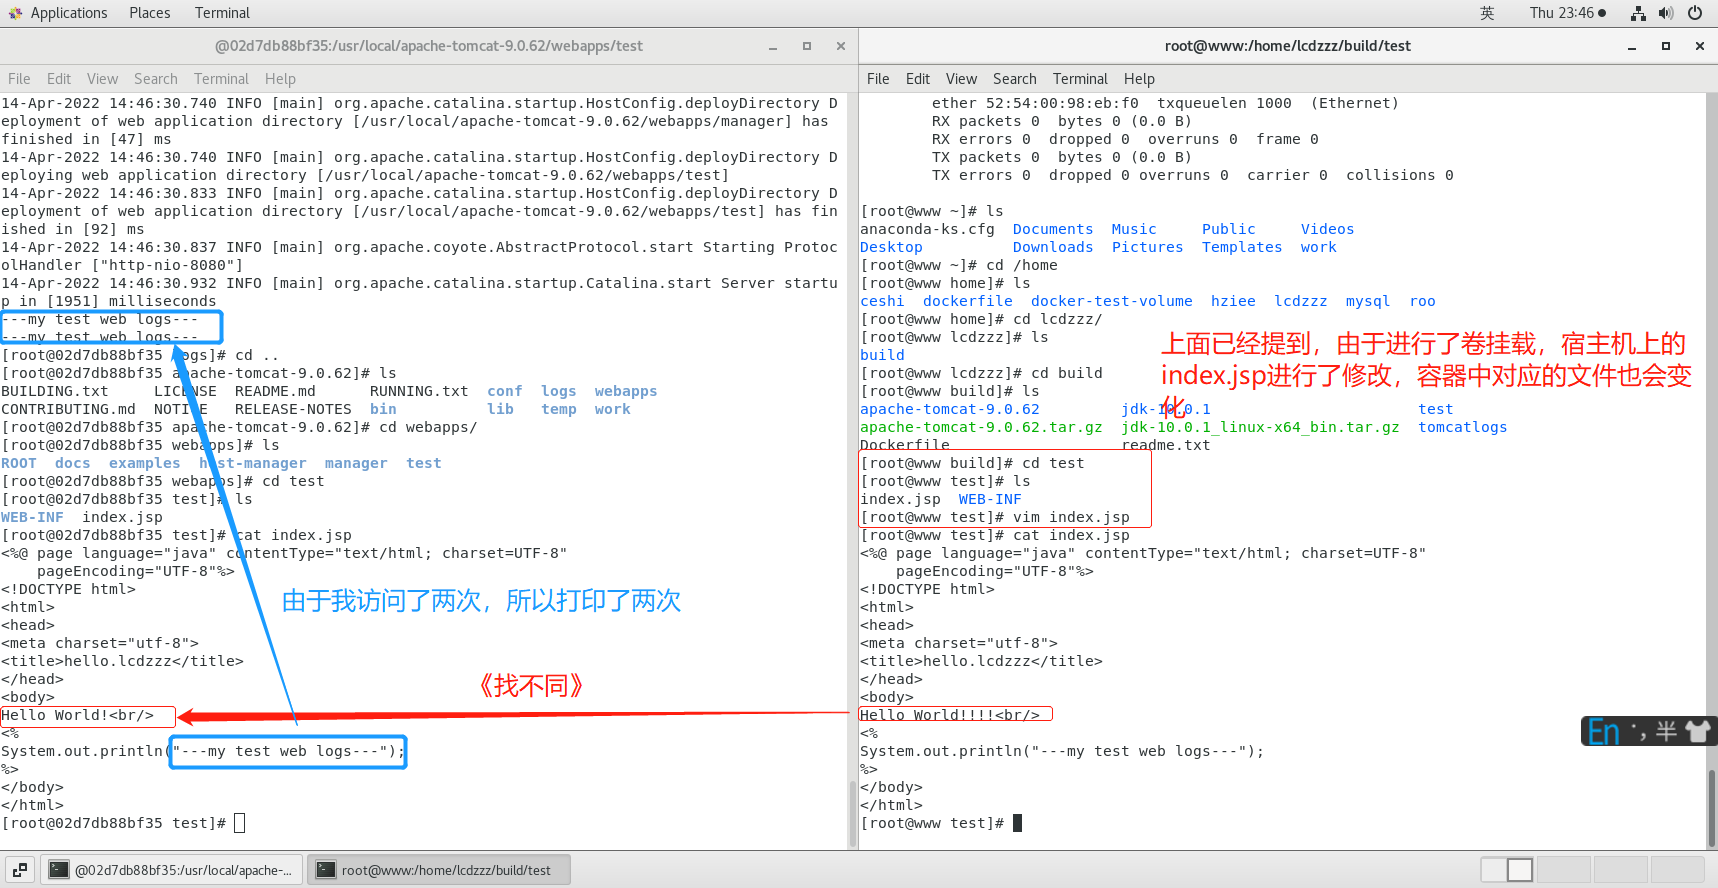 Applications Places Terminal
英 Thu 23:46
@02d7db88bf35:/usr/local/apache-tomcat-9.0.62/webapps/test
File Edit View Search Terminal Help
14-Apr-2022 14:46:30.740 INFO [main] org.apache.catalina.startup.HostConfig.deployDirectory D
eployment of web application directory [/usr/local/apache-tomcat-9.0.62/webapps/manager] has
finished in [47] ms
14-Apr-2022 14:46:30.740 INFO [main] org.apache.catalina.startup.HostConfig.deployDirectory D
eploying web application directory [/usr/local/apache-tomcat-9.0.62/webapps/test]
14-Apr-2022 14:46:30.833 INFO [main] org.apache.catalina.startup.HostConfig.deployDirectory D
eployment of web application directory [/usr/local/apache-tomcat-9.0.62/webapps/test] has fin
ished in [92] ms
14-Apr-2022 14:46:30.837 INFO [main] org.apache.coyote.AbstractProtocol.start Starting Protoc
olHandler ["http-nio-8080"]
14-Apr-2022 14:46:30.932 INFO [main] org.apache.catalina.startup.Catalina.start Server startu
p in [1951] milliseconds
---my test web logs---
---my test web logs---
[root@02d7db88bf35 logs]# cd ..
[root@02d7db88bf35 apache-tomcat-9.0.62]# ls
BUILDING.txt LICENSE README.md RUNNING.txt conf logs webapps
CONTRIBUTING.md NOTICE RELEASE-NOTES bin lib temp work
[root@02d7db88bf35 apache-tomcat-9.0.62]# cd webapps/
[root@02d7db88bf35 webapps]# ls
ROOT docs examples host-manager manager test
[root@02d7db88bf35 webapps]# cd test
[root@02d7db88bf35 test]# ls
WEB-INF index.jsp
[root@02d7db88bf35 test]# cat index.jsp
<%@ page language="java" contentType="text/html; charset=UTF-8"
pageEncoding="UTF-8"%>
<!DOCTYPE html>
<html>
<head>
<meta charset="utf-8">
<title>hello.lcdzzz</title>
</head>
<body>
Hello World!<br/>
<%
System.out.println("---my test web logs---");
%>
</body>
</html>
[root@02d7db88bf35 test]#
由于我访问了两次，所以打印了两次
《找不同》
root@www:/home/lcdzzz/build/test
File Edit View Search Terminal Help
ether 52:54:00:98:eb:f0 txqueuelen 1000 (Ethernet)
RX packets 0 bytes 0 (0.0 B)
RX errors 0 dropped 0 overruns 0 frame 0
TX packets 0 bytes 0 (0.0 B)
TX errors 0 dropped 0 overruns 0 carrier 0 collisions 0
[root@www ~]# ls
anaconda-ks.cfg Documents Music Public Videos
Desktop Downloads Pictures Templates work
[root@www ~]# cd /home
[root@www home]# ls
ceshi dockerfile docker-test-volume hziee lcdzzz mysql roo
[root@www home]# cd lcdzzz/
[root@www lcdzzz]# ls
build
[root@www lcdzzz]# cd build
[root@www build]# ls
apache-tomcat-9.0.62 jdk-10.0.1 test
apache-tomcat-9.0.62.tar.gz jdk-10.0.1_linux-x64_bin.tar.gz tomcatlogs
Dockerfile readme.txt
[root@www build]# cd test
[root@www test]# ls
index.jsp WEB-INF
[root@www test]# vim index.jsp
[root@www test]# cat index.jsp
<%@ page language="java" contentType="text/html; charset=UTF-8"
pageEncoding="UTF-8"%>
<!DOCTYPE html>
<html>
<head>
<meta charset="utf-8">
<title>hello.lcdzzz</title>
</head>
<body>
Hello World!!!!<br/>
<%
System.out.println("---my test web logs---");
%>
</body>
</html>
[root@www test]#
上面已经提到，由于进行了卷挂载，宿主机上的
index.jsp进行了修改，容器中对应的文件也会变
化
En 半
@02d7db88bf35:/usr/local/apache-...
root@www:/home/lcdzzz/build/test